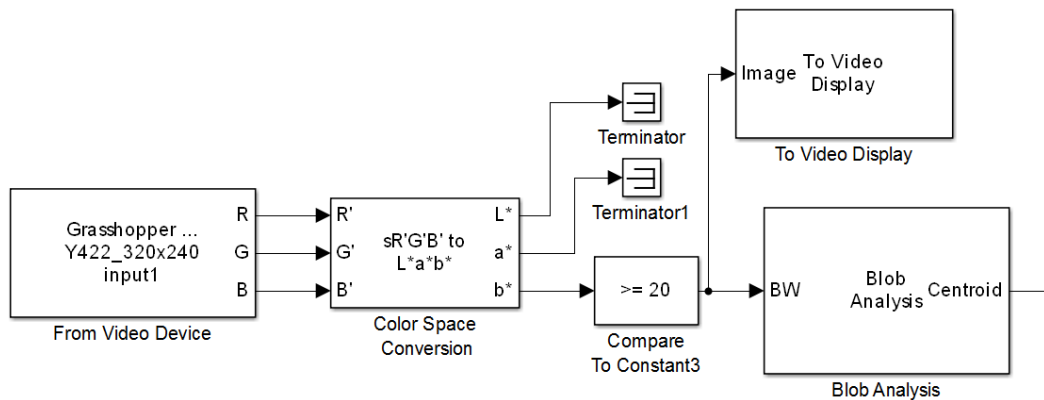 Grasshopper ...
Y422_320x240
input1
R
G
B
From Video Device
R'
G'
B'
sR'G'B' to
L*a*b*
L*
a*
b*
Color Space
Conversion
Terminator
Terminator1
>= 20
Compare
To Constant3
Image
To Video
Display
To Video Display
BW
Blob
Analysis
Centroid
Blob Analysis